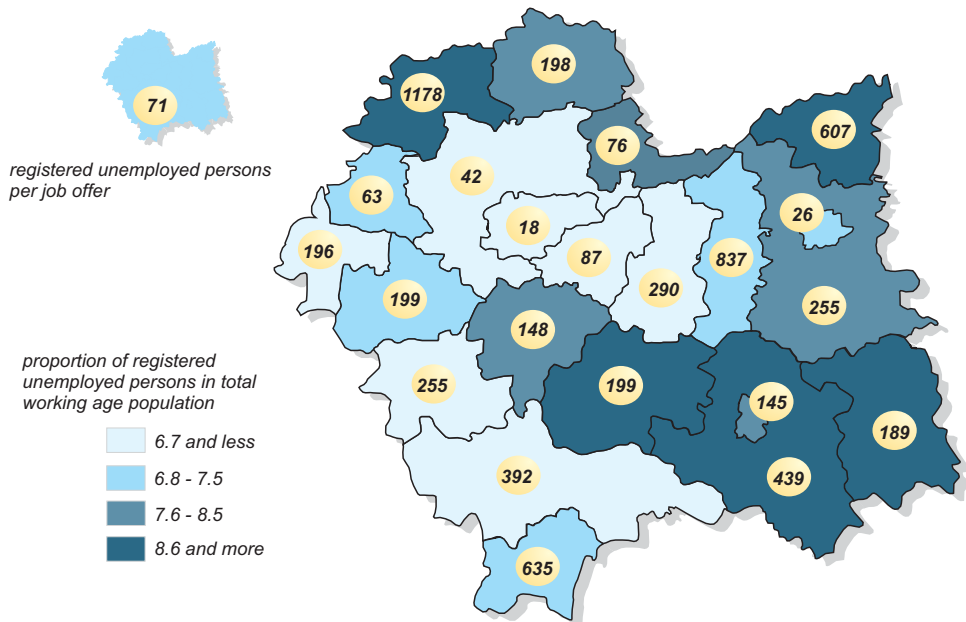 71
registered unemployed persons
per job offer
198
1178
607
76
42
63
26
18
196
87
837
290
199
255
148
proportion of registered
unemployed persons in total
working age population
255
199
145
189
6.7 and less
392
439
6.8 - 7.5
7.6 - 8.5
8.6 and more
635